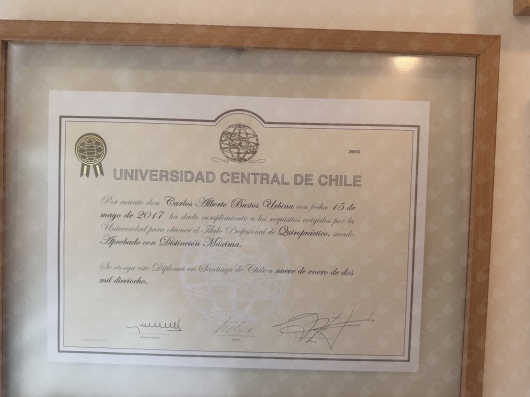 29653
UNIVERSIDAD CENTRAL DE CHILE
Por cuanto don Carlos Alberto Bustos Urbina con fecha 15 de
mayo de 2017 ha dado cumplimiento a los requisitos exigidos por la
Universidad para obtener el Título Profesional de Quiropráctico, siendo
Aprobado con Distinción Máxima.
Se otorga este Diploma en Santiago de Chile a nueve de enero de dos
mil dieciocho.